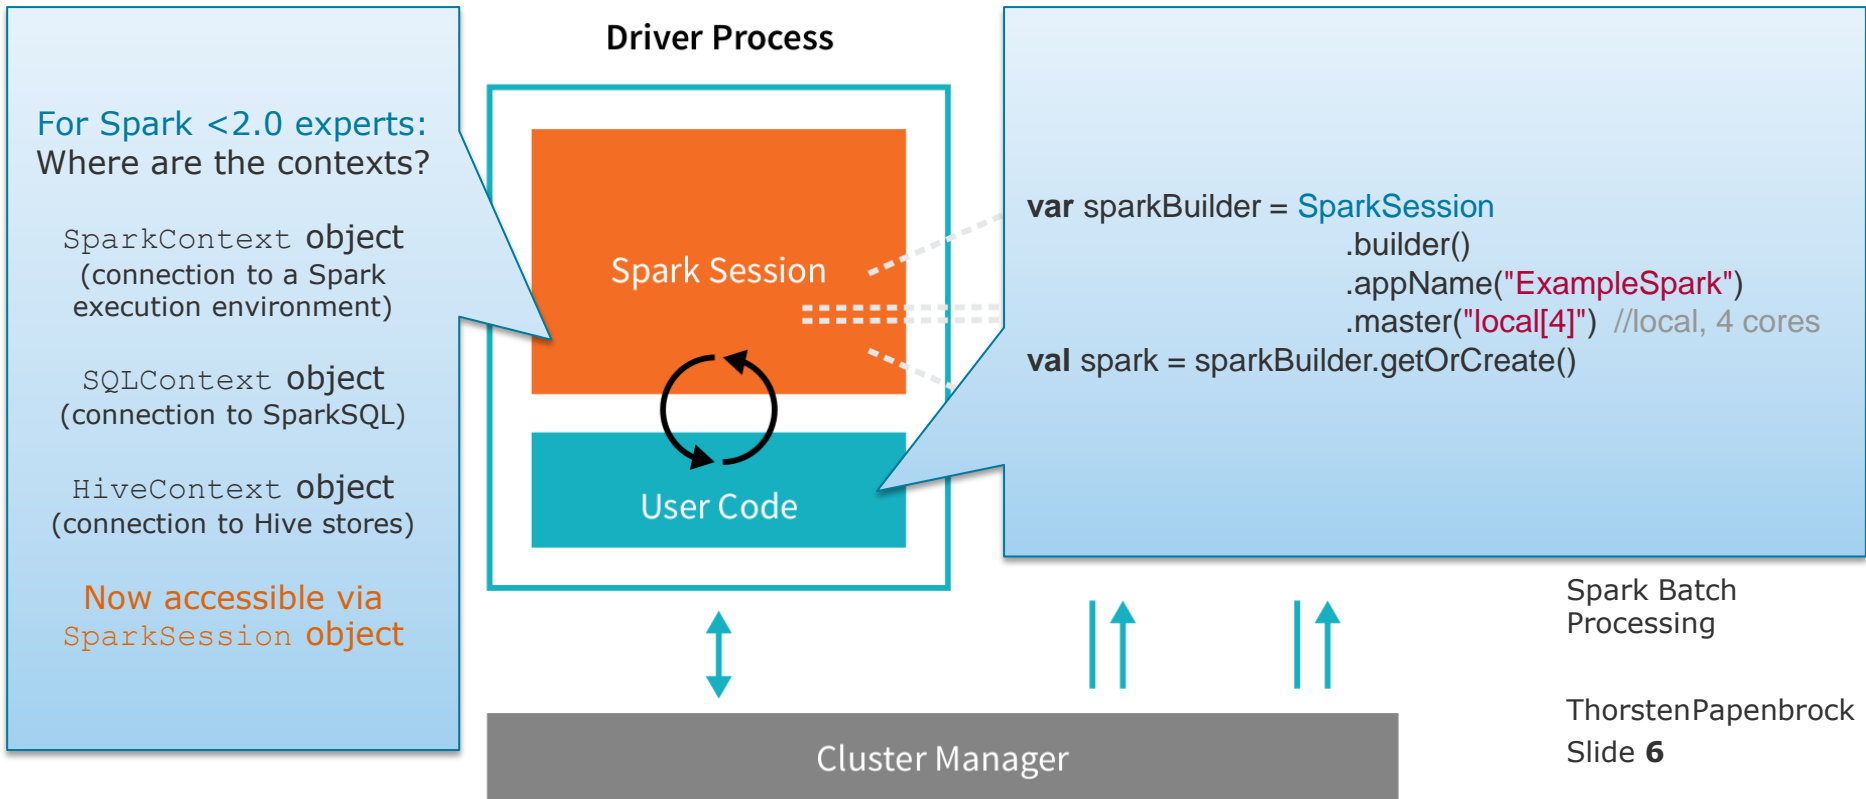 Driver Process
For Spark <2.0 experts:
Where are the contexts?
SparkContext object
(connection to a Spark
execution environment)
SQLContext object
(connection to SparkSQL)
HiveContext object
(connection to Hive stores)
Now accessible via
SparkSession object
Spark Session
User Code
var sparkBuilder = SparkSession
.builder()
.appName("ExampleSpark")
.master("local[4]") //local, 4 cores
val spark = sparkBuilder.getOrCreate()
Cluster Manager
Spark Batch
Processing
ThorstenPapenbrock
Slide 6